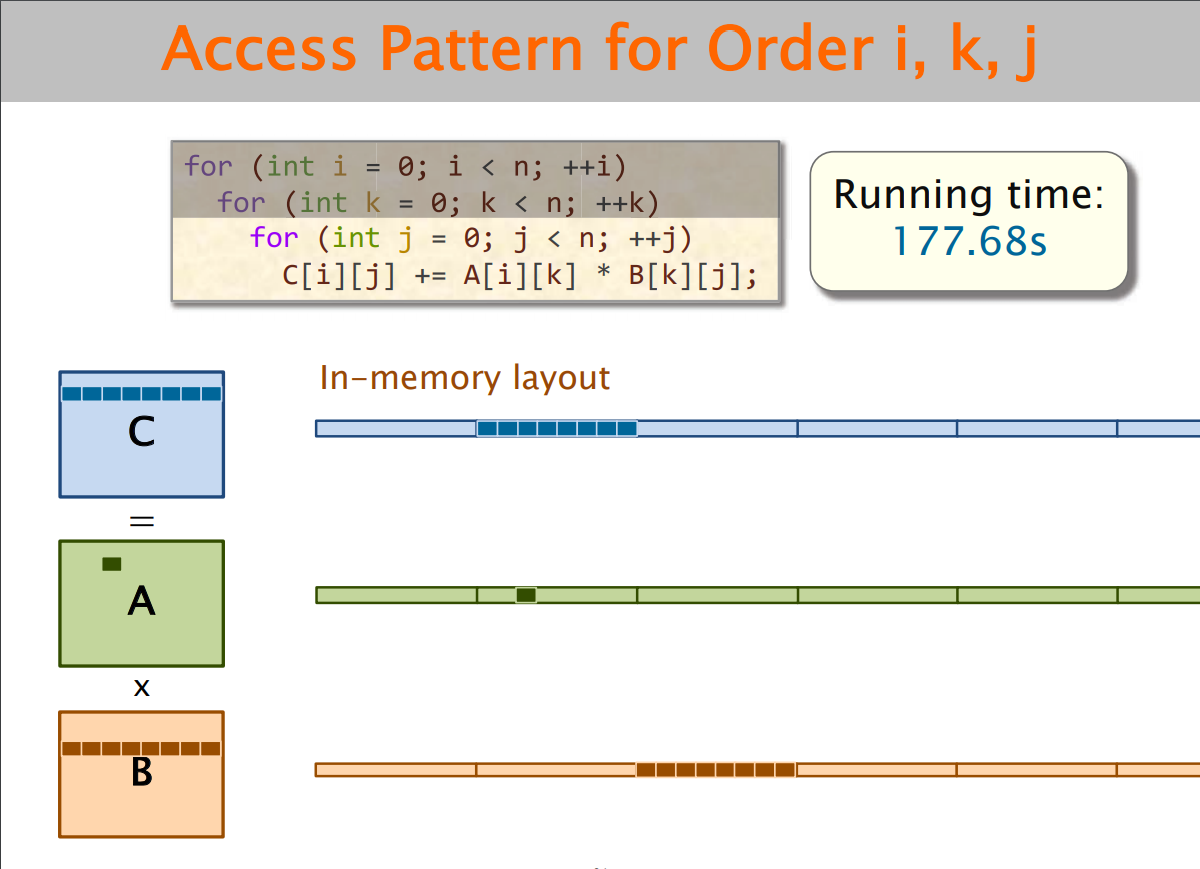 Access Pattern for Order i, k, j
for (int i = 0; i < n; ++i)
for (int k = 0; k < n; ++k)
for (int j = 0; j < n; ++j)
C[i][j] += A[i][k] * B[k][j];
Running time:
177.68s
In-memory layout
C
=
A
x
B